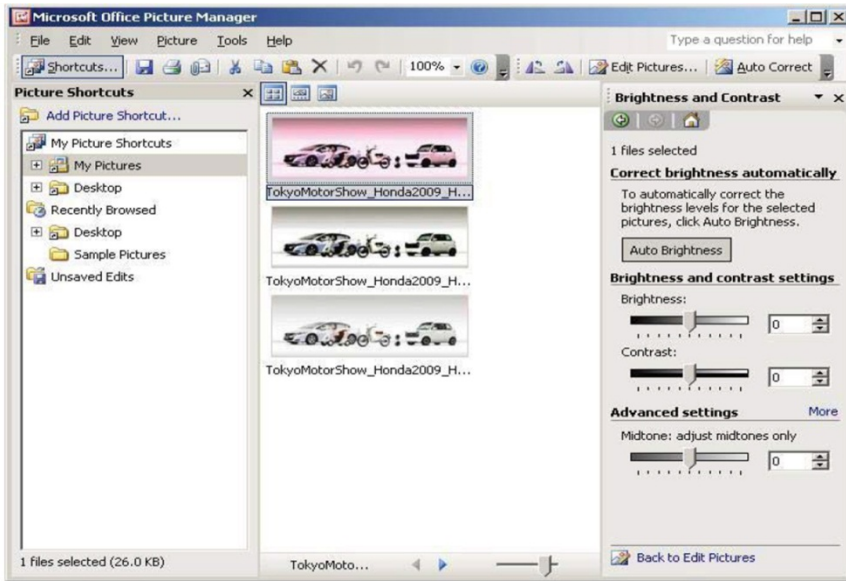 Microsoft Office Picture Manager
File Edit View Picture Tools Help Type a question for help
Shortcuts... 100% Edit Pictures... Auto Correct
Picture Shortcuts
Add Picture Shortcut...
My Picture Shortcuts
My Pictures
Desktop
Recently Browsed
Desktop
Sample Pictures
Unsaved Edits
1 files selected (26.0 KB)
TokyoMotorShow_Honda2009_H...
TokyoMotorShow_Honda2009_H...
TokyoMotorShow_Honda2009_H...
TokyoMoto...
Brightness and Contrast
1 files selected
Correct brightness automatically
To automatically correct the
brightness levels for the selected
pictures, click Auto Brightness.
Auto Brightness
Brightness and contrast settings
Brightness:
0
Contrast:
0
Advanced settings More
Midtone: adjust midtones only
0
Back to Edit Pictures